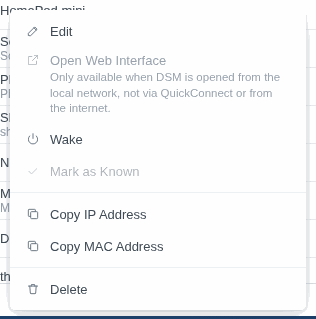 HomePod mini
Edit
Open Web Interface
Only available when DSM is opened from the
local network, not via QuickConnect or from
the internet.
Wake
Mark as Known
Copy IP Address
Copy MAC Address
Delete